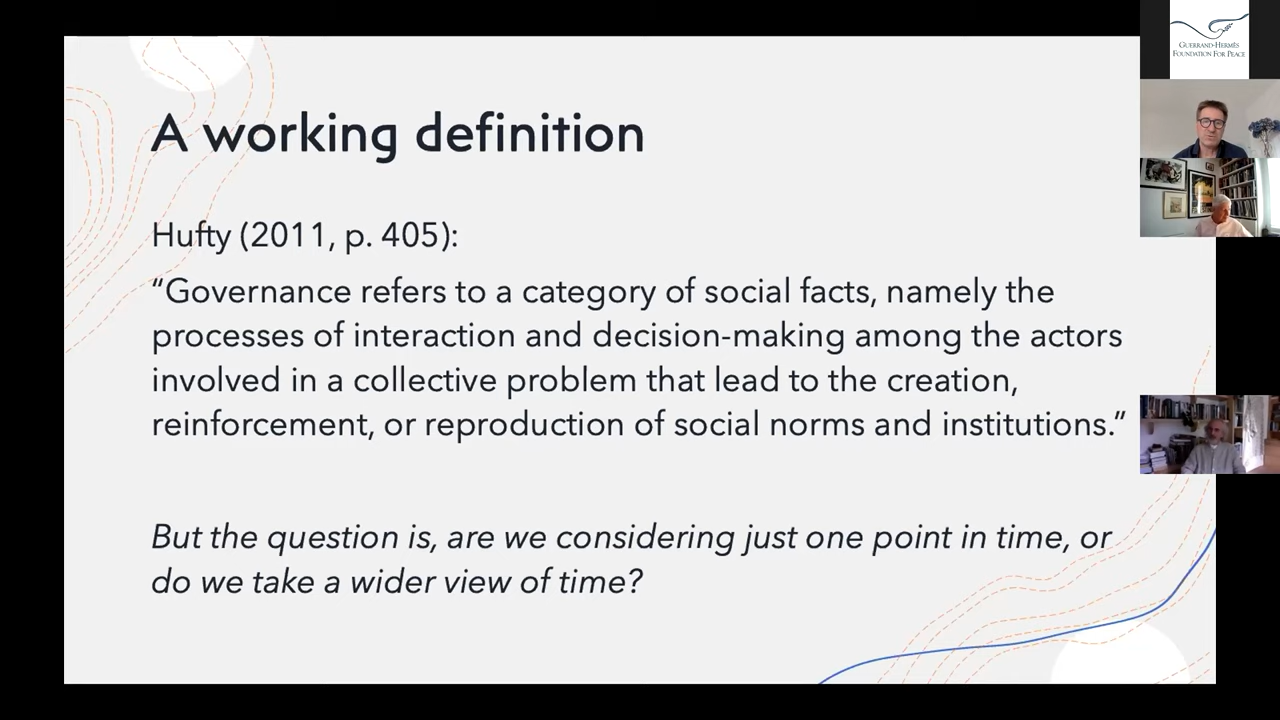 A working definition
Hufty (2011, p. 405):
“Governance refers to a category of social facts, namely the
processes of interaction and decision-making among the actors
involved in a collective problem that lead to the creation,
reinforcement, or reproduction of social norms and institutions.”
But the question is, are we considering just one point in time, or
do we take a wider view of time?
GUERRAND-HERMÈS
FOUNDATION FOR PEACE